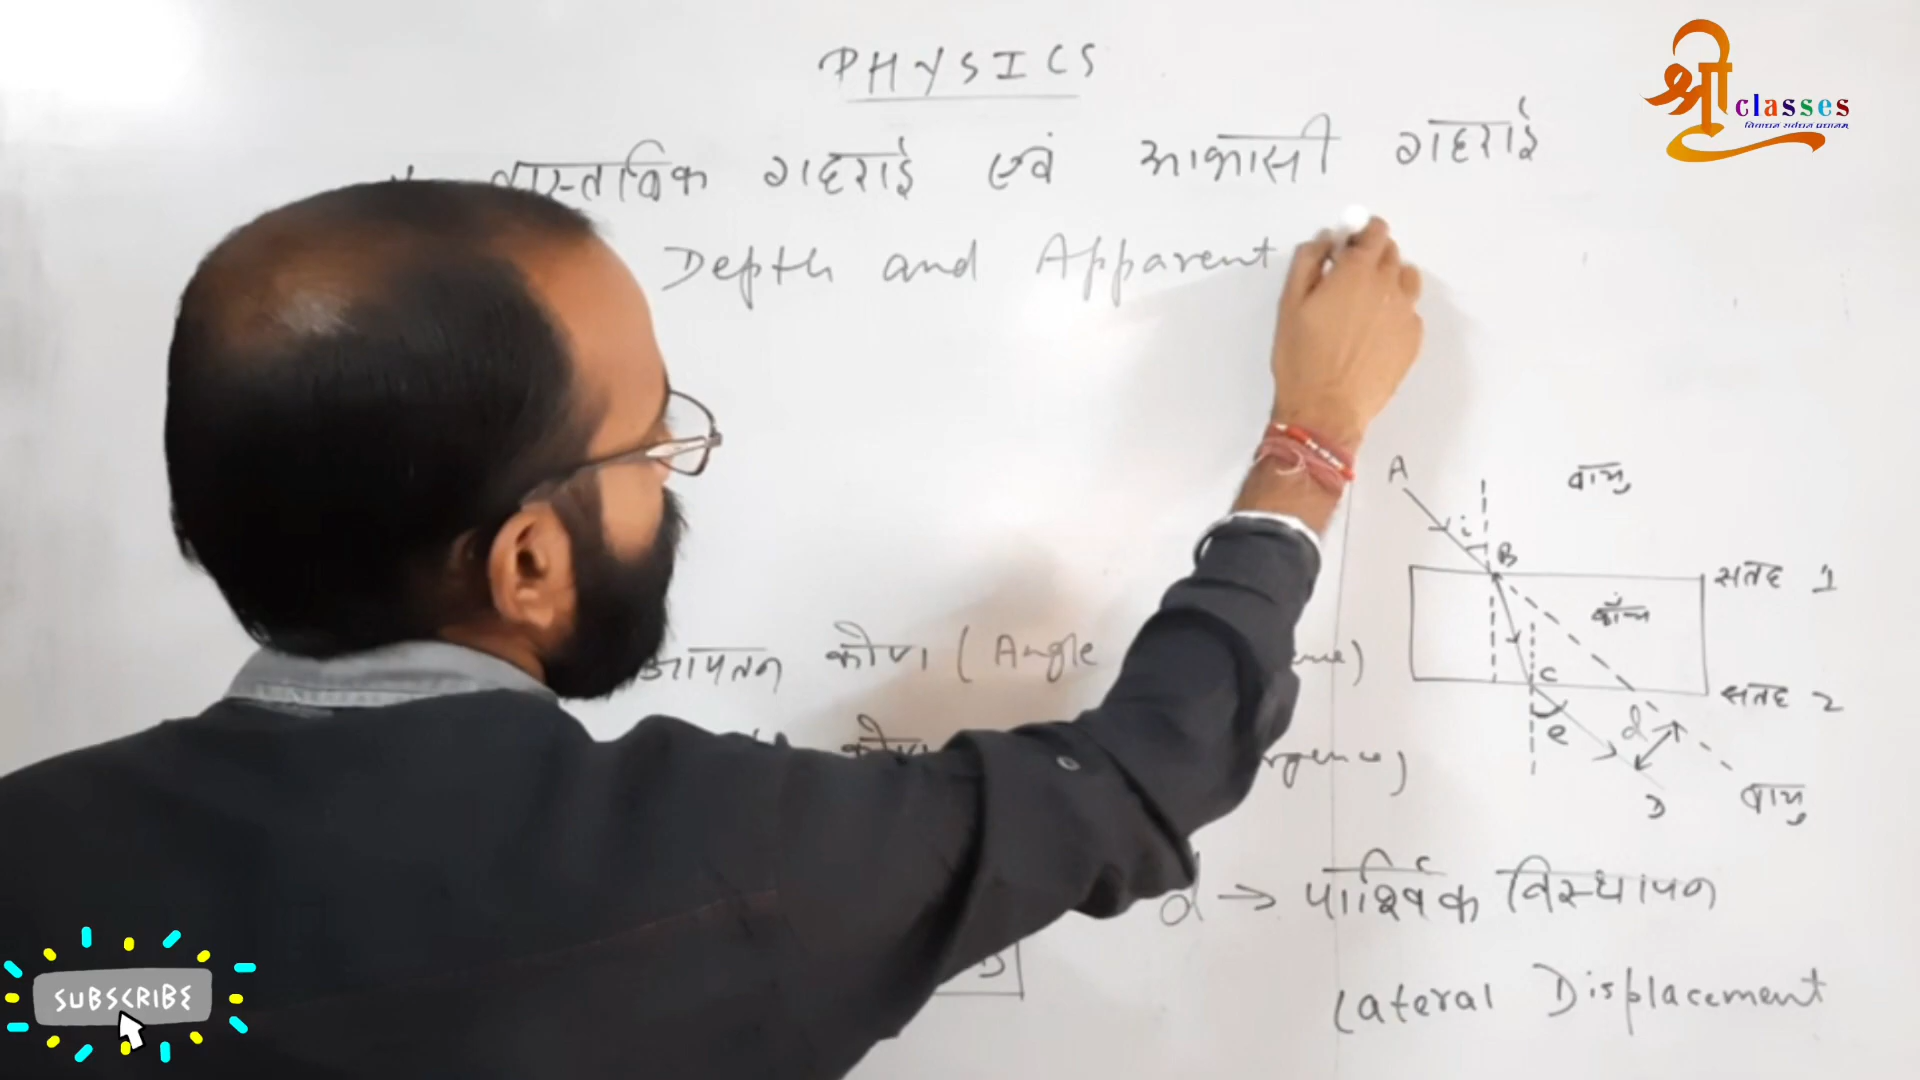 PHYSICS
श्री classes
वास्तविक गहराई एवं आभासी गहराई
Depth and Apparent
A
वायु
i
B
सतह 1
काँच
आपतन कोण (Angle
C
सतह 2
d
e
कोण
वायु
D
d → पार्श्विक विस्थापन
SUBSCRIBE
Lateral Displacement